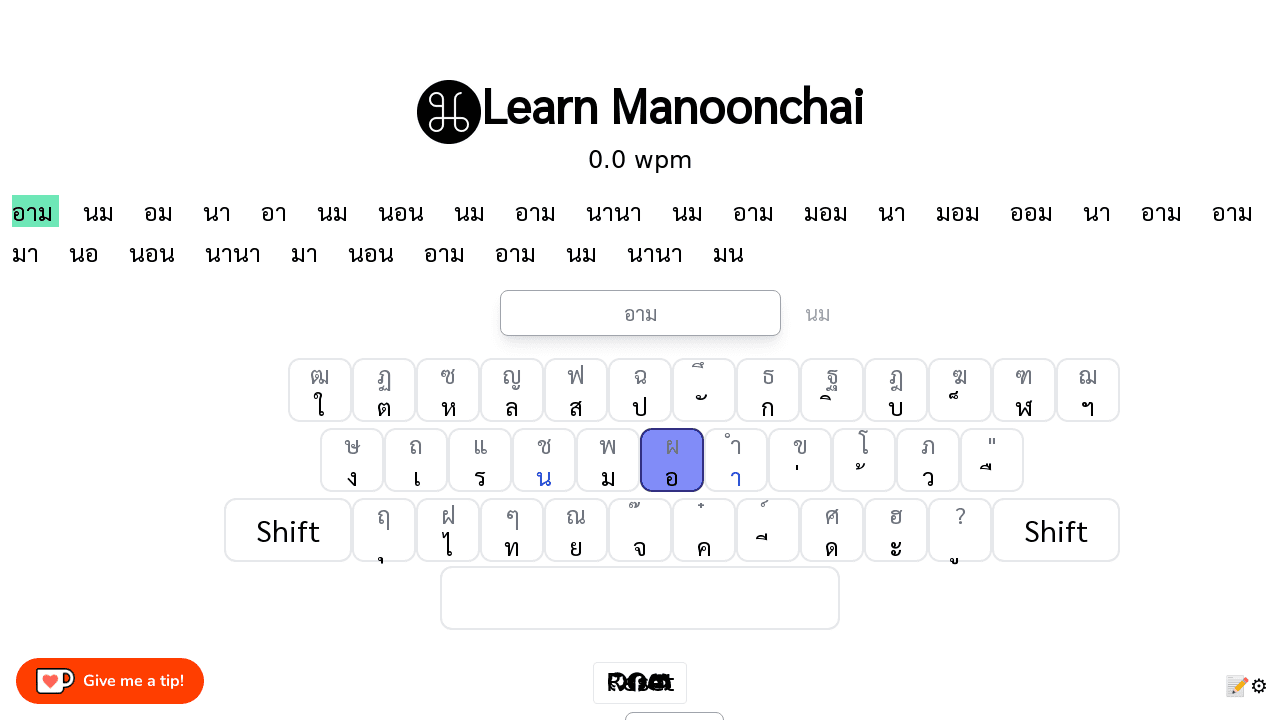 Learn Manoonchai
0.0 wpm
อาม นม อม นา อา นม นอน นม อาม นานา นม อาม มอม นา มอม ออม นา อาม อาม
มา นอ นอน นานา มา นอน อาม อาม นม นานา มน
อาม นม
ฒ ฏ ซ ญ ฟ ฉ ึ ธ ฐ ฎ ฆ ฑ ฌ
ใ ต ห ล ส ป ั ก ิ บ ็ ฬ ฯ
ษ ถ แ ช พ ผ ำ ข โ ภ "
ง เ ร น ม อ า ่ ้ ว ื
Shift ฤ ฝ ๆ ณ ๊ ๋ ์ ศ ฮ ? Shift
ุ ไ ท ย จ ค ี ด ะ ู
Give me a tip!